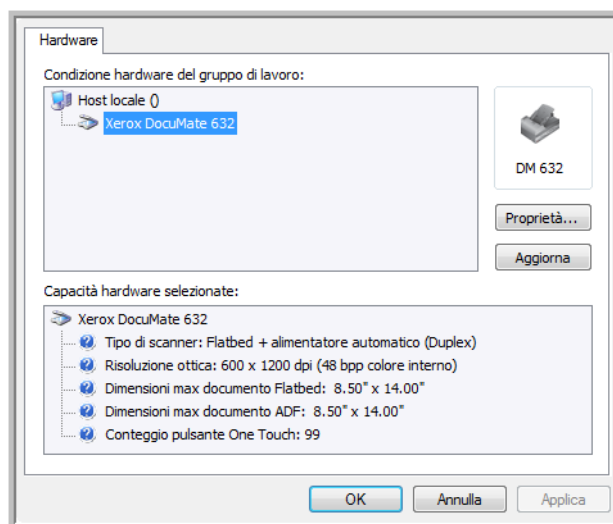 Hardware
Condizione hardware del gruppo di lavoro:
Host locale ()
Xerox DocuMate 632
DM 632
Proprietà...
Aggiorna
Capacità hardware selezionate:
Xerox DocuMate 632
Tipo di scanner: Flatbed + alimentatore automatico (Duplex)
Risoluzione ottica: 600 x 1200 dpi (48 bpp colore interno)
Dimensioni max documento Flatbed: 8.50" x 14.00"
Dimensioni max documento ADF: 8.50" x 14.00"
Conteggio pulsante One Touch: 99
OK
Annulla
Applica